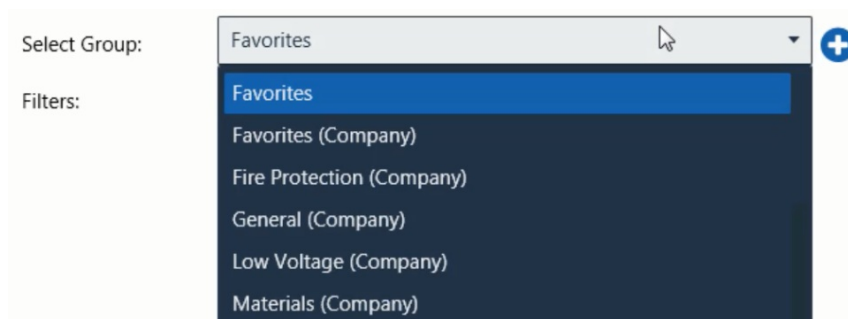 Select Group:
Favorites
Filters:
Favorites
Favorites (Company)
Fire Protection (Company)
General (Company)
Low Voltage (Company)
Materials (Company)